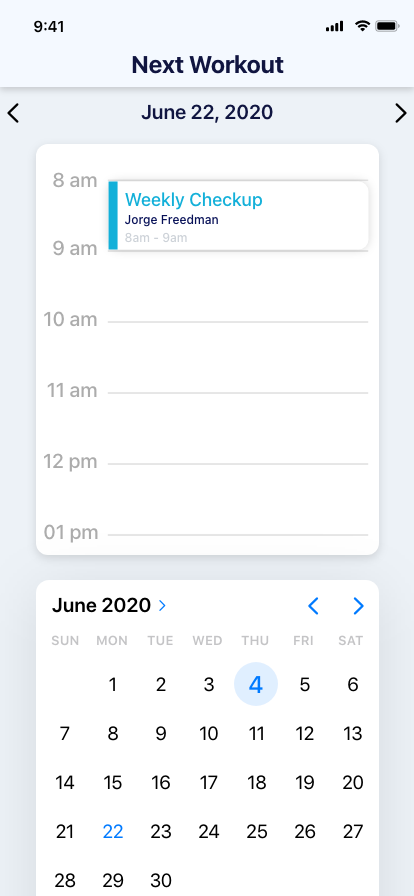 9:41
Next Workout
June 22, 2020
8 am
Weekly Checkup
Jorge Freedman
8am - 9am
9 am
10 am
11 am
12 pm
01 pm
June 2020
SUN MON TUE WED THU FRI SAT
1 2 3 4 5 6
7 8 9 10 11 12 13
14 15 16 17 18 19 20
21 22 23 24 25 26 27
28 29 30